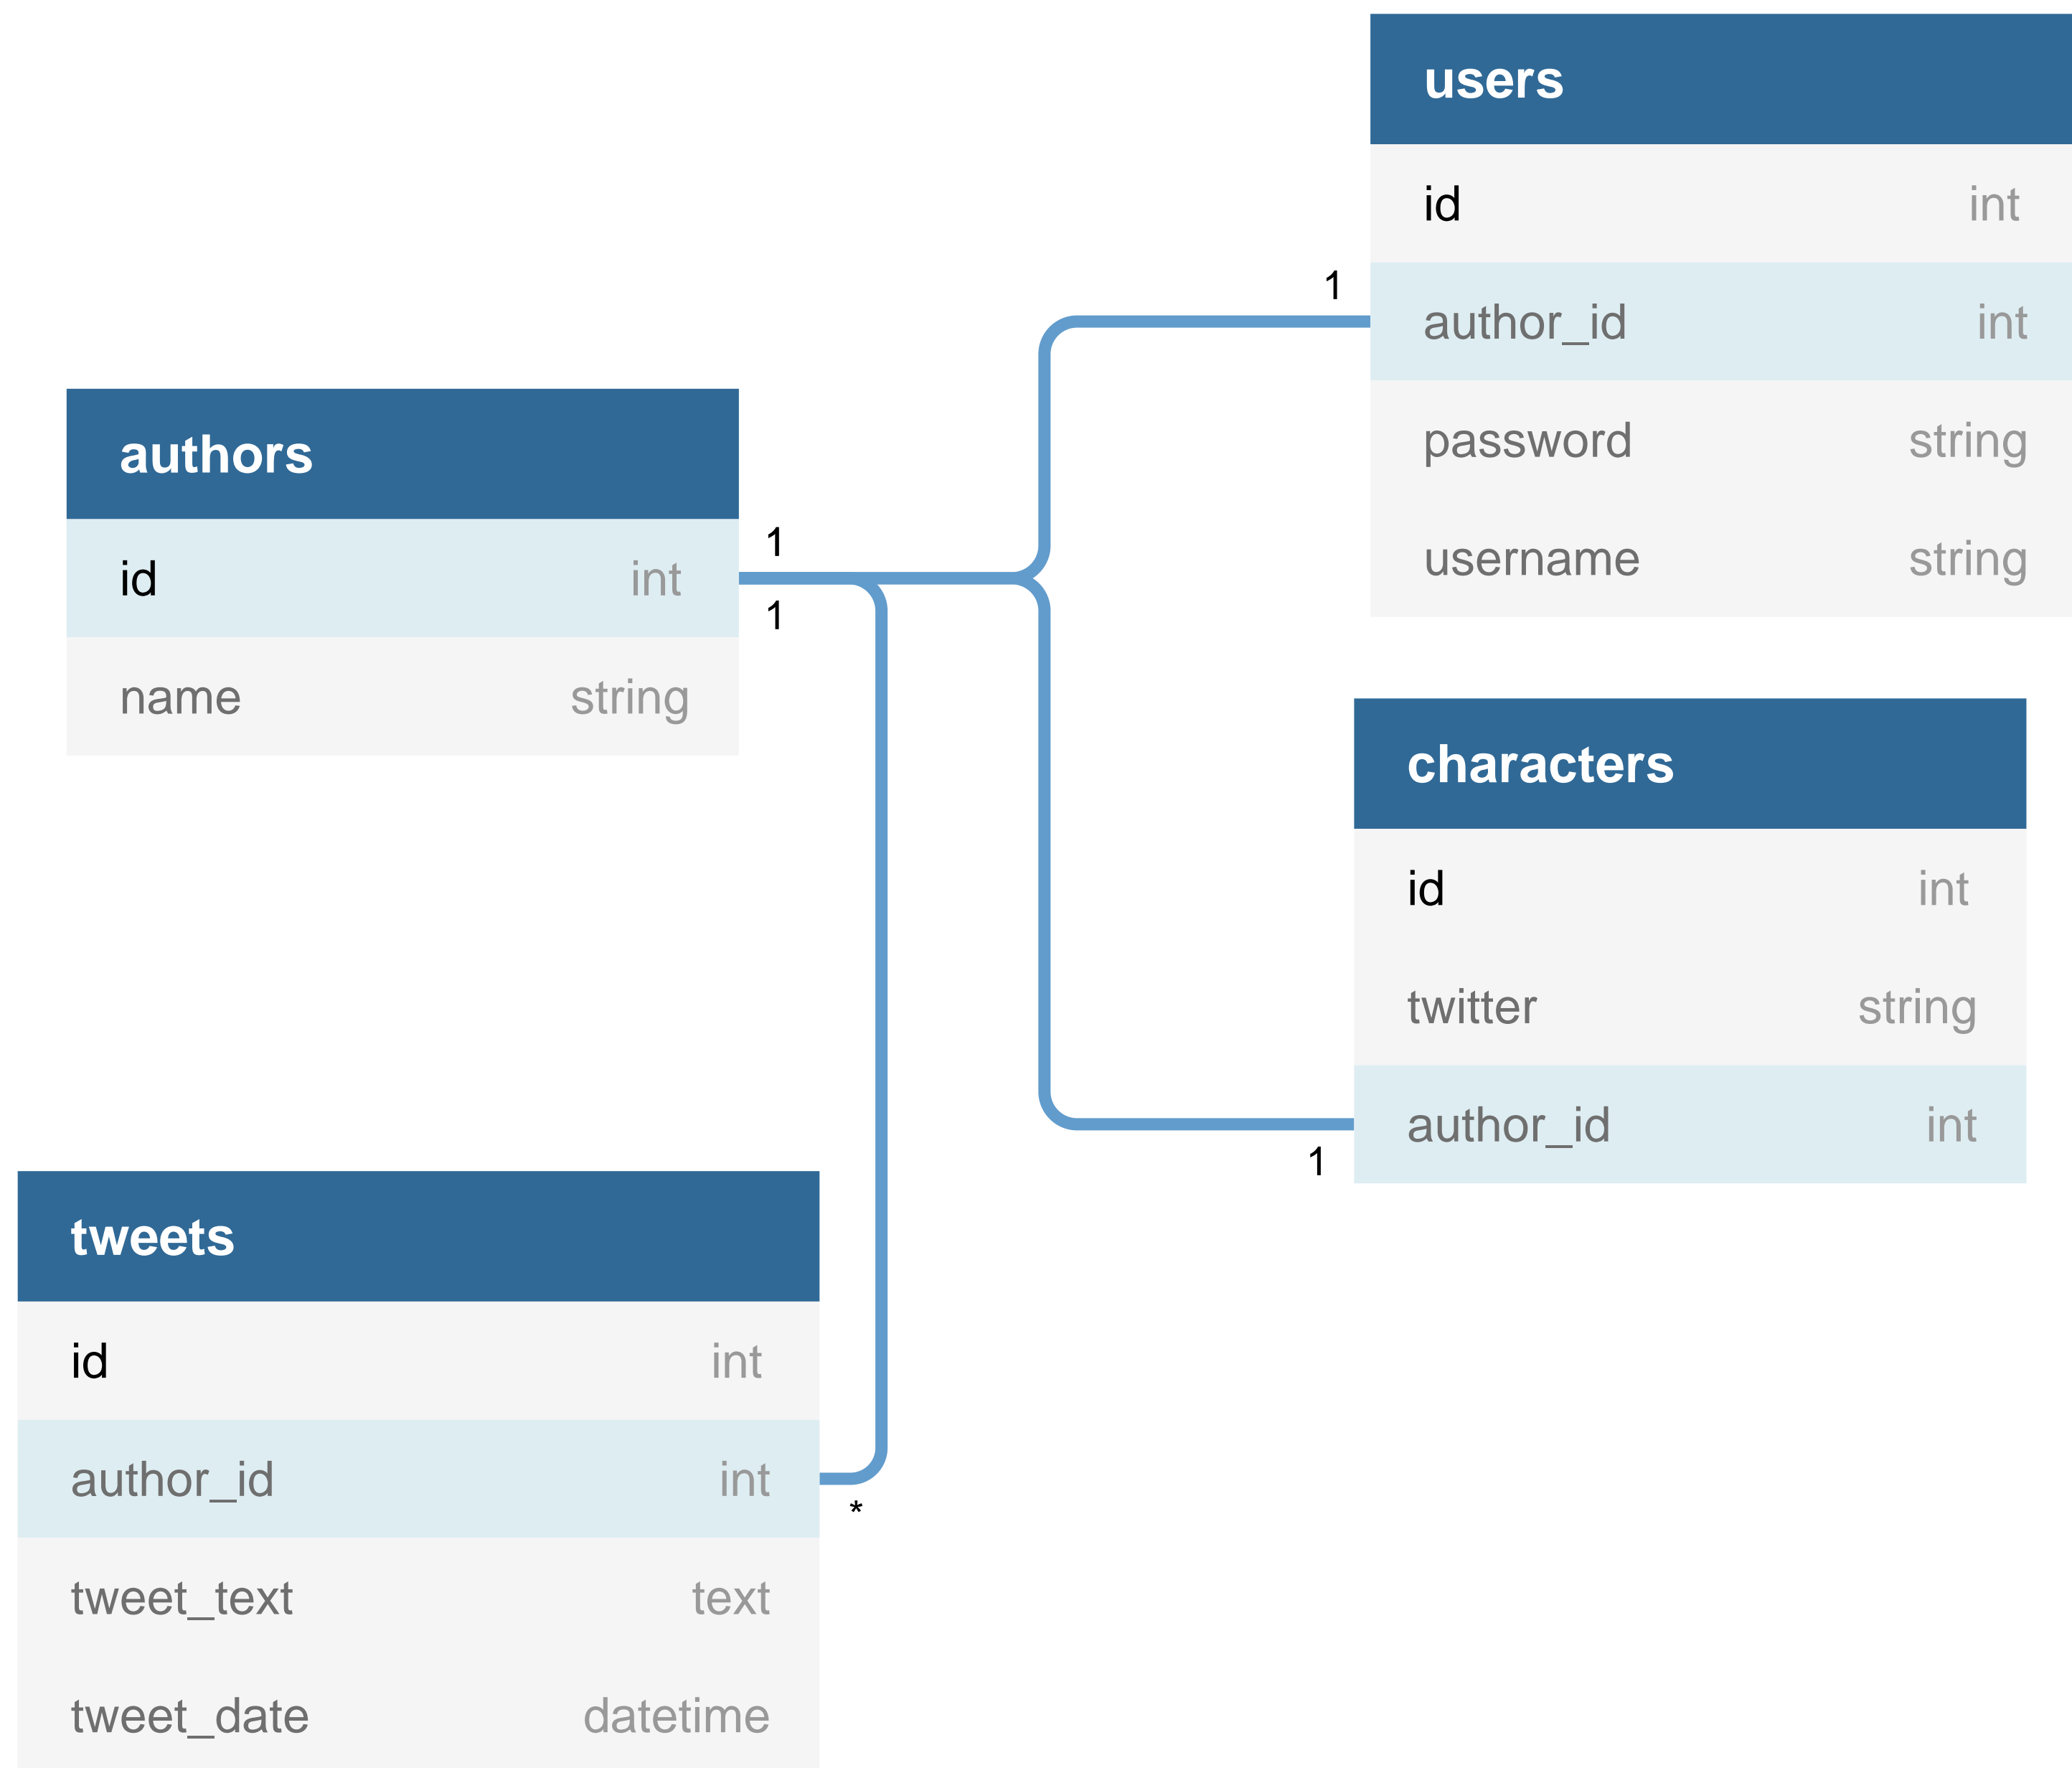 users
id int
author_id int
password string
username string
1
authors
id int
name string
1
1
characters
id int
twitter string
author_id int
1
tweets
id int
author_id int
tweet_text text
tweet_date datetime
*